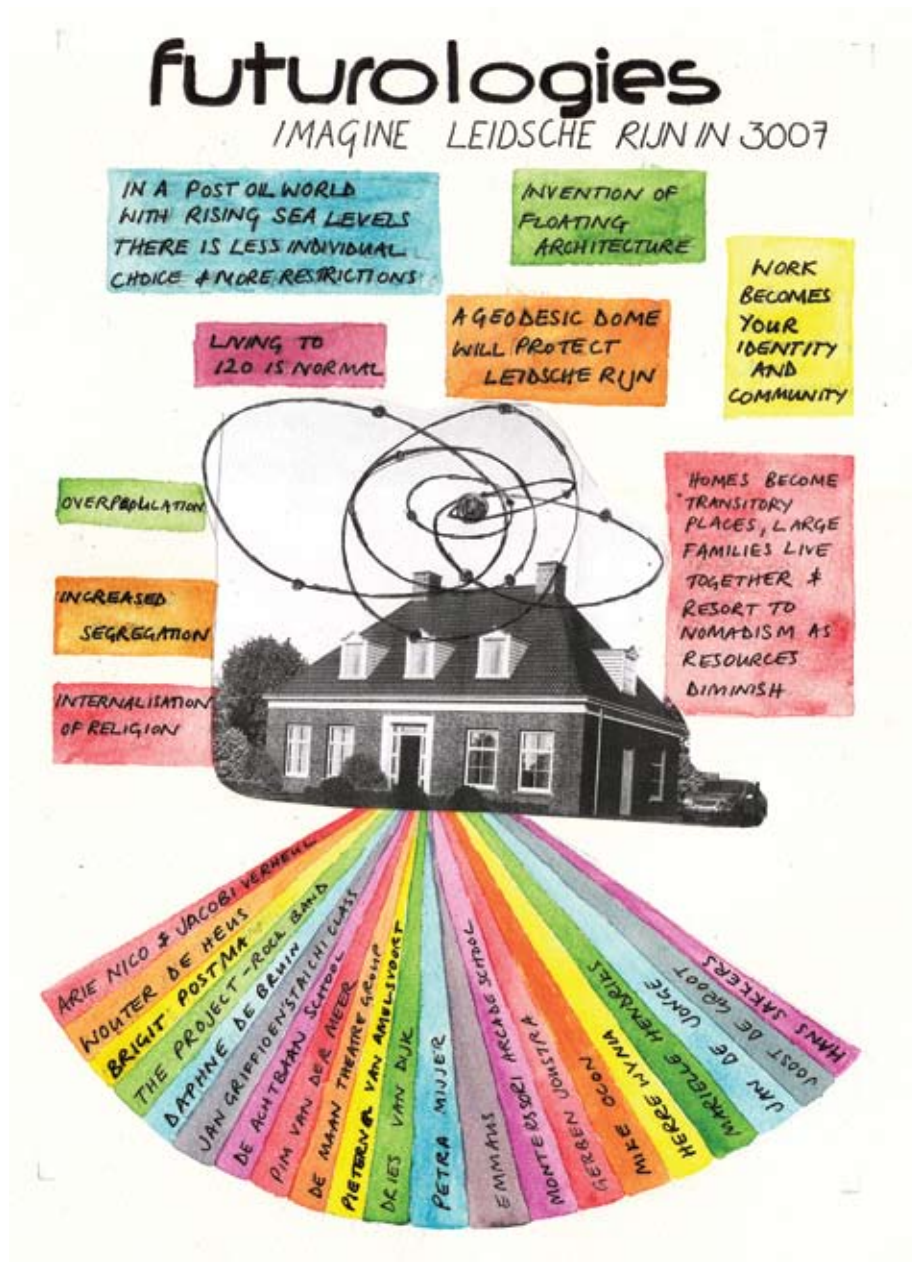 futurologies
IMAGINE LEIDSCHE RIJN IN 3007
IN A POST OIL WORLD
WITH RISING SEA LEVELS
THERE IS LESS INDIVIDUAL
CHOICE & MORE RESTRICTIONS
INVENTION OF
FLOATING
ARCHITECTURE
WORK
BECOMES
YOUR
IDENTITY
AND
COMMUNITY
LIVING TO
120 IS NORMAL
A GEODESIC DOME
WILL PROTECT
LEIDSCHE RIJN
OVERPOPULATION
INCREASED
SEGREGATION
INTERNALISATION
OF RELIGION
HOMES BECOME
TRANSITORY
PLACES, LARGE
FAMILIES LIVE
TOGETHER &
RESORT TO
NOMADISM AS
RESOURCES
DIMINISH
ARIE NICO & JACOBI VERHEUL
WOUTER DE HEUS
BRIGIT POSTMA
THE PROJECT - ROCK BAND
DAPHNE DE BRUIN
JAN GRIFFIOEN'S TAICHI CLASS
DE ACHTBAAN SCHOOL
PIM VAN DER MEER
DE MAAN THEATRE GROUP
PIETERNEL VAN AMELSVOORT
DRIES VAN DIJK
PETRA MIJSER
EMMAUS
MONTERSSORI ARCADE SCHOOL
GERBEN JONSTRA
MIKE OCON
HERRE WYNIA
MARIELLE HENDRIKS
JAN DE JONGE
JOOST DE GROOT
HANS SAKKERS